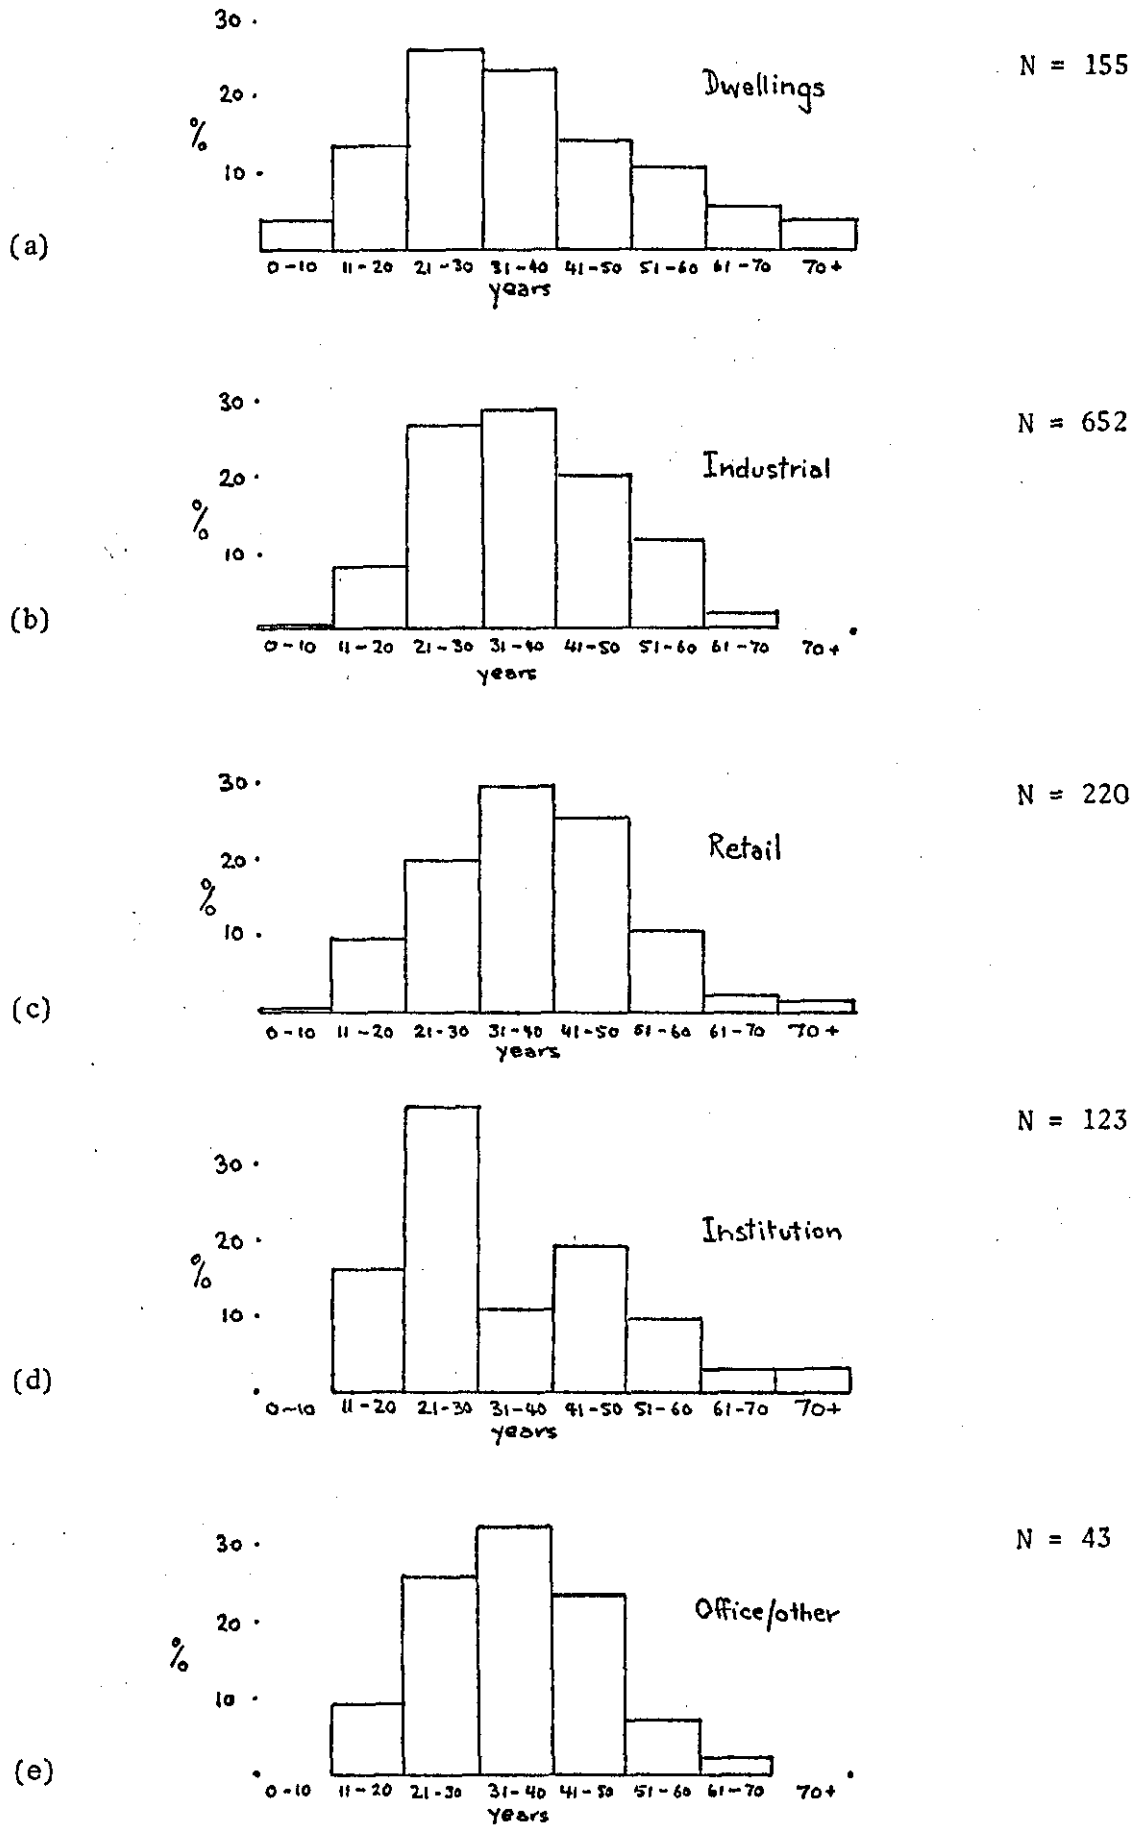 30
N = 155
Dwellings
20
%
10
(a)
0-10 11-20 21-30 31-40 41-50 51-60 61-70 70+
years
30
N = 652
Industrial
20
%
10
(b)
0-10 11-20 21-30 31-40 41-50 51-60 61-70 70+
years
30
N = 220
Retail
20
%
10
(c)
0-10 11-20 21-30 31-40 41-50 51-60 61-70 70+
years
N = 123
30
Institution
20
%
10
(d)
0-10 11-20 21-30 31-40 41-50 51-60 61-70 70+
years
30
N = 43
Office/other
20
%
10
(e)
0-10 11-20 21-30 31-40 41-50 51-60 61-70 70+
years